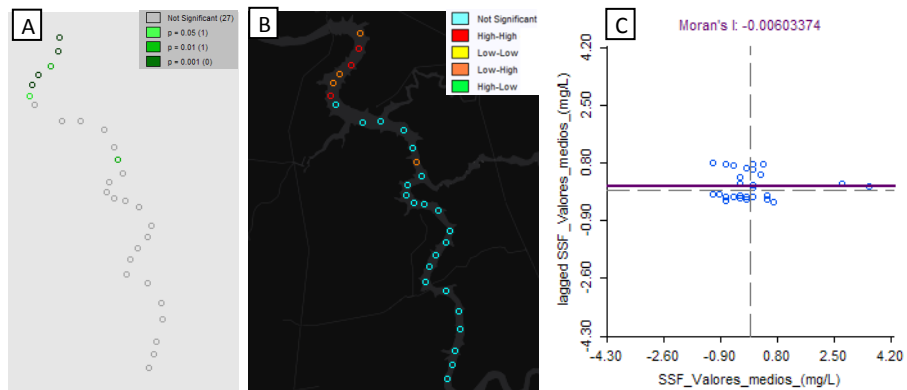 A
Not Significant (27)
p = 0.05 (1)
p = 0.01 (1)
p = 0.001 (0)
B
Not Significant
High-High
Low-Low
Low-High
High-Low
C
Moran's I: -0.00603374
4.20
2.50
0.80
-0.90
-2.60
-4.30
lagged SSF_Valores_medios_(mg/L)
-4.30
-2.60
-0.90
0.80
2.50
4.20
SSF_Valores_medios_(mg/L)